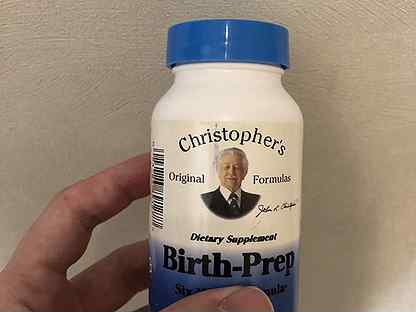 Christopher's
Original Formulas
Dietary Supplement
Birth-Prep
Six